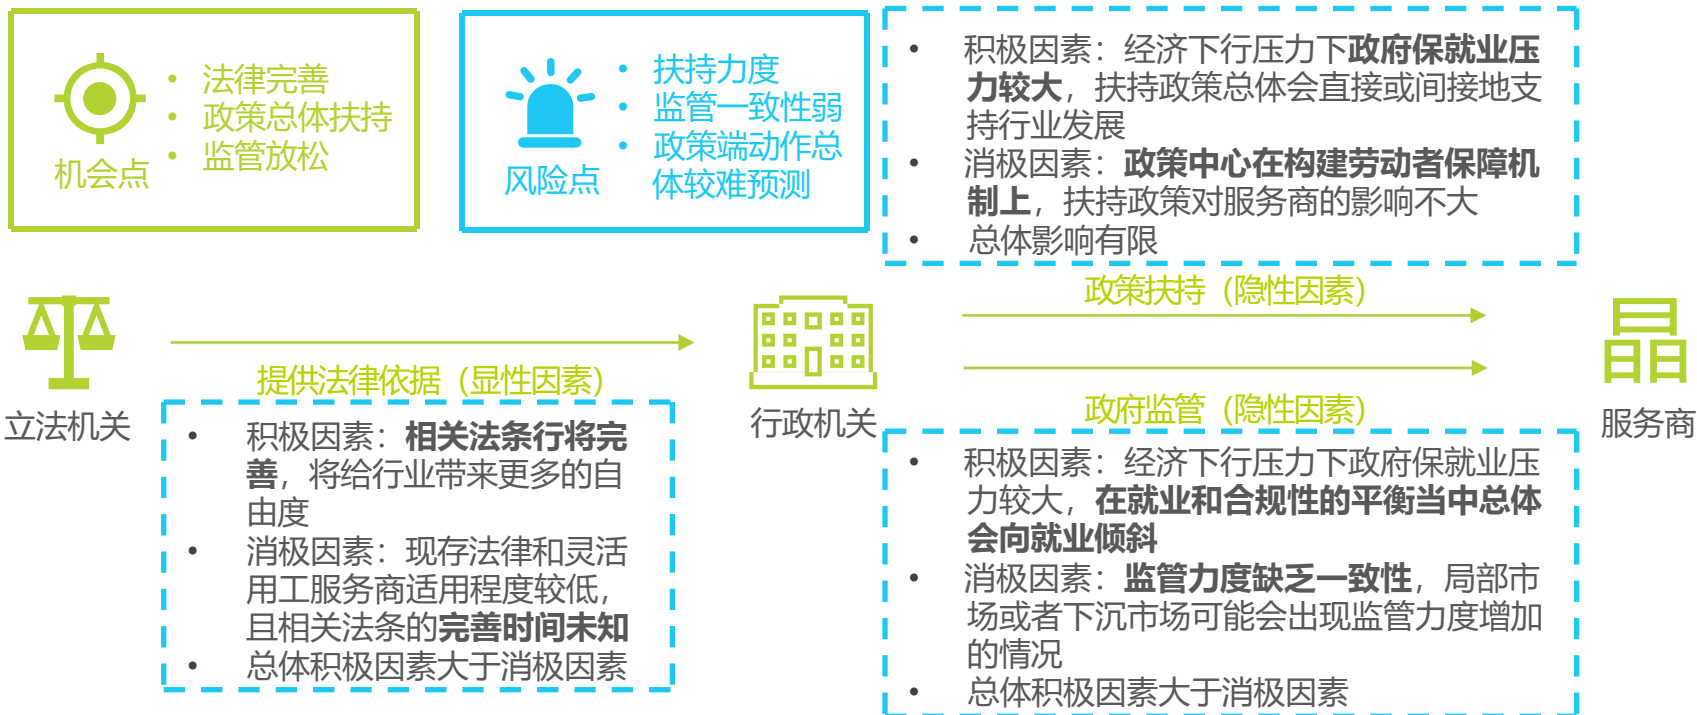 • 法律完善
• 政策总体扶持
• 监管放松
机会点
• 扶持力度
• 监管一致性弱
• 政策端动作总
体较难预测
风险点
• 积极因素：经济下行压力下政府保就业压
力较大，扶持政策总体会直接或间接地支
持行业发展
• 消极因素：政策中心在构建劳动者保障机
制上，扶持政策对服务商的影响不大
• 总体影响有限
政策扶持（隐性因素）
提供法律依据（显性因素）
政府监管（隐性因素）
立法机关
行政机关
服务商
• 积极因素：相关法条行将完
善，将给行业带来更多的自
由度
• 消极因素：现存法律和灵活
用工服务商适用程度较低，
且相关法条的完善时间未知
• 总体积极因素大于消极因素
• 积极因素：经济下行压力下政府保就业压
力较大，在就业和合规性的平衡当中总体
会向就业倾斜
• 消极因素：监管力度缺乏一致性，局部市
场或者下沉市场可能会出现监管力度增加
的情况
• 总体积极因素大于消极因素